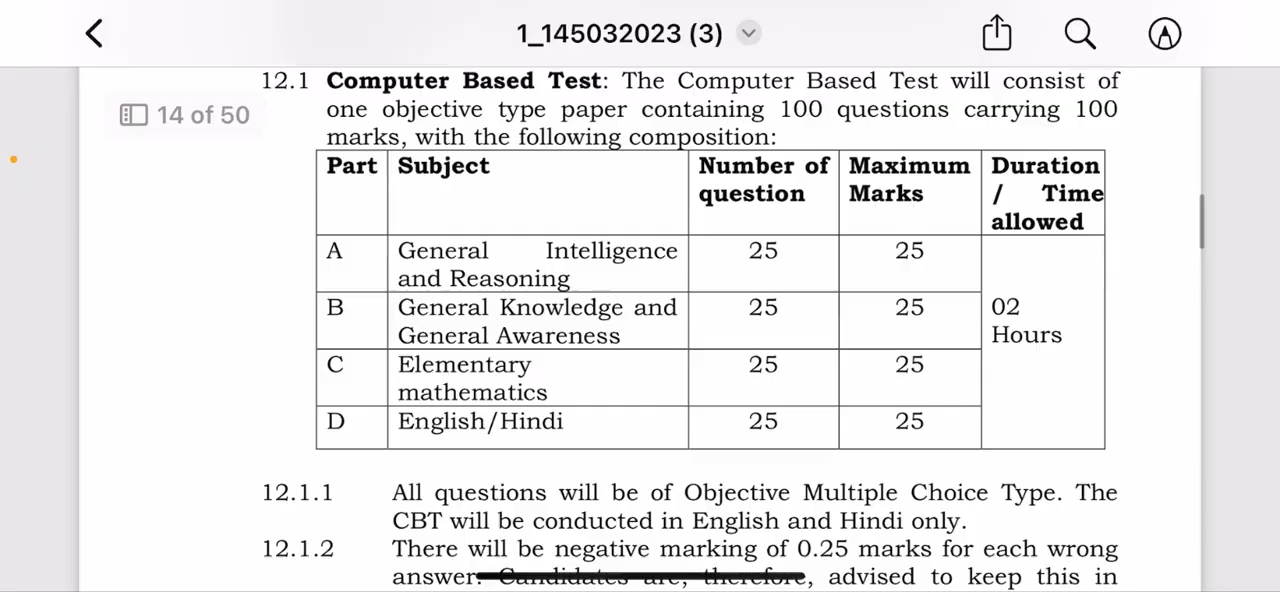 1_145032023 (3)
14 of 50
12.1 Computer Based Test: The Computer Based Test will consist of
one objective type paper containing 100 questions carrying 100
marks, with the following composition:
Part Subject Number of question Maximum Marks Duration / Time allowed
A General Intelligence and Reasoning 25 25
B General Knowledge and General Awareness 25 25 02 Hours
C Elementary mathematics 25 25
D English/Hindi 25 25
12.1.1 All questions will be of Objective Multiple Choice Type. The
CBT will be conducted in English and Hindi only.
12.1.2 There will be negative marking of 0.25 marks for each wrong
answer. Candidates are, therefore, advised to keep this in